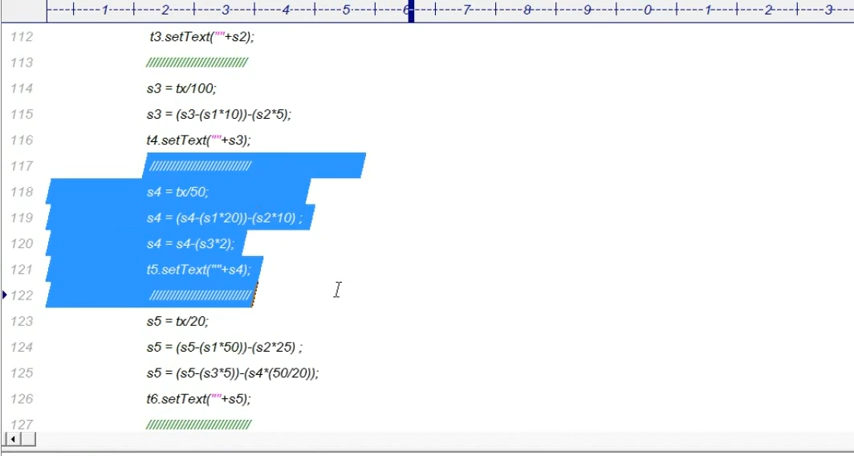 1 2 3 4 5 6 7 8 9 0 1 2 3
112 t3.setText(""+s2);
113 /////////////////////////////
114 s3 = tx/100;
115 s3 = (s3-(s1*10))-(s2*5);
116 t4.setText(""+s3);
117 /////////////////////////////
118 s4 = tx/50;
119 s4 = (s4-(s1*20))-(s2*10) ;
120 s4 = s4-(s3*2);
121 t5.setText(""+s4);
122 /////////////////////////////
123 s5 = tx/20;
124 s5 = (s5-(s1*50))-(s2*25) ;
125 s5 = (s5-(s3*5))-(s4*(50/20));
126 t6.setText(""+s5);
127 /////////////////////////////